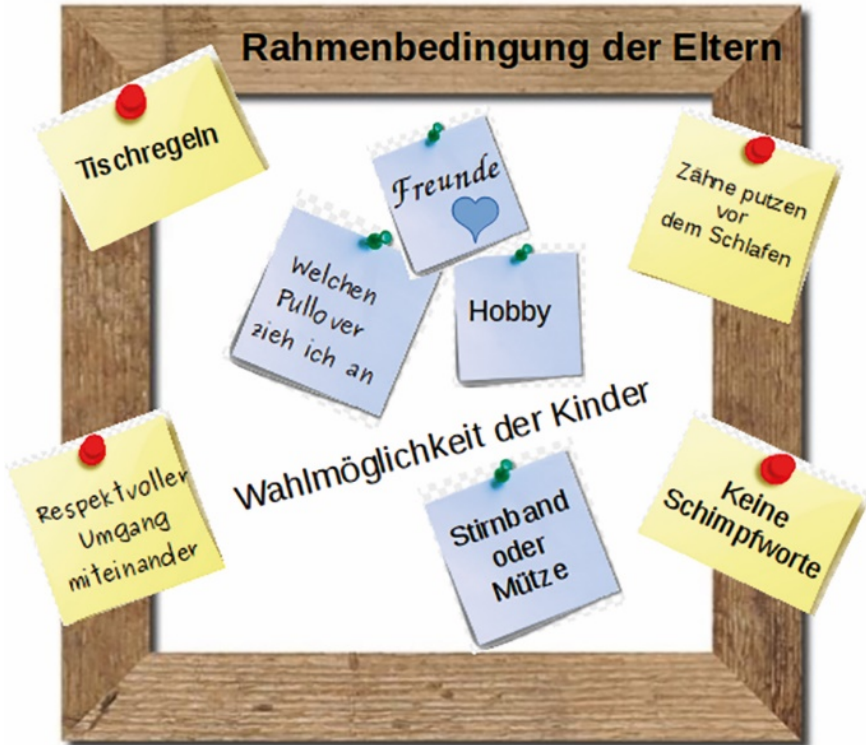 Rahmenbedingung der Eltern
Tischregeln
Freunde
Zähne putzen
vor
dem Schlafen
Welchen
Pullover
zieh ich an
Hobby
Wahlmöglichkeit der Kinder
Respektvoller
Umgang
miteinander
Stirnband
oder
Mütze
Keine
Schimpfworte